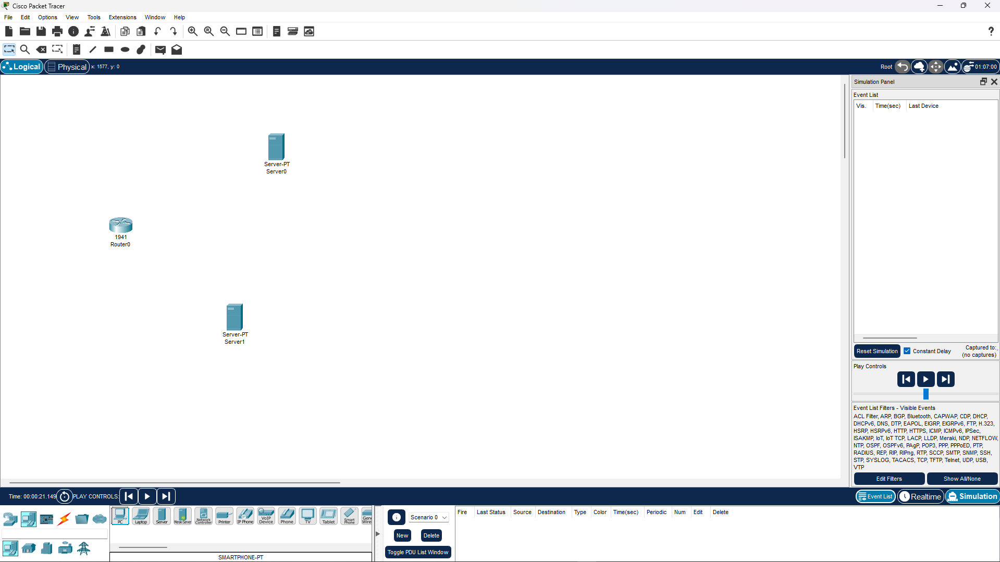 Cisco Packet Tracer
File Edit Options View Tools Extensions Window Help
Logical Physical x: 1577, y: 0 Root 01:07:00
Simulation Panel
Event List
Vis. Time(sec) Last Device
Server-PT
Server0
1941
Router0
Server-PT
Server1
Reset Simulation Constant Delay Captured to:
(no captures)
Play Controls
Event List Filters - Visible Events
ACL Filter, ARP, BGP, Bluetooth, CAPWAP, CDP, DHCP,
DHCPv6, DNS, DTP, EAPOL, EIGRP, EIGRPv6, FTP, H.323,
HSRP, HSRPv6, HTTP, HTTPS, ICMP, ICMPv6, IPSec,
ISAKMP, IoT, IoT TCP, LACP, LLDP, Meraki, NDP, NETFLOW,
NTP, OSPF, OSPFv6, PAgP, POP3, PPP, PPPoED, PTP,
RADIUS, REP, RIP, RIPng, RTP, SCCP, SMTP, SNMP, SSH,
STP, SYSLOG, TACACS, TCP, TFTP, Telnet, UDP, USB,
VTP
Edit Filters Show All/None
Time: 00:00:21.149 PLAY CONTROLS: Event List Realtime Simulation
PC Laptop Server Meraki Server Network Controller Printer IP Phone VoIP Device Phone TV Tablet Smart Phone
SMARTPHONE-PT
Scenario 0
New Delete
Toggle PDU List Window
Fire Last Status Source Destination Type Color Time(sec) Periodic Num Edit Delete